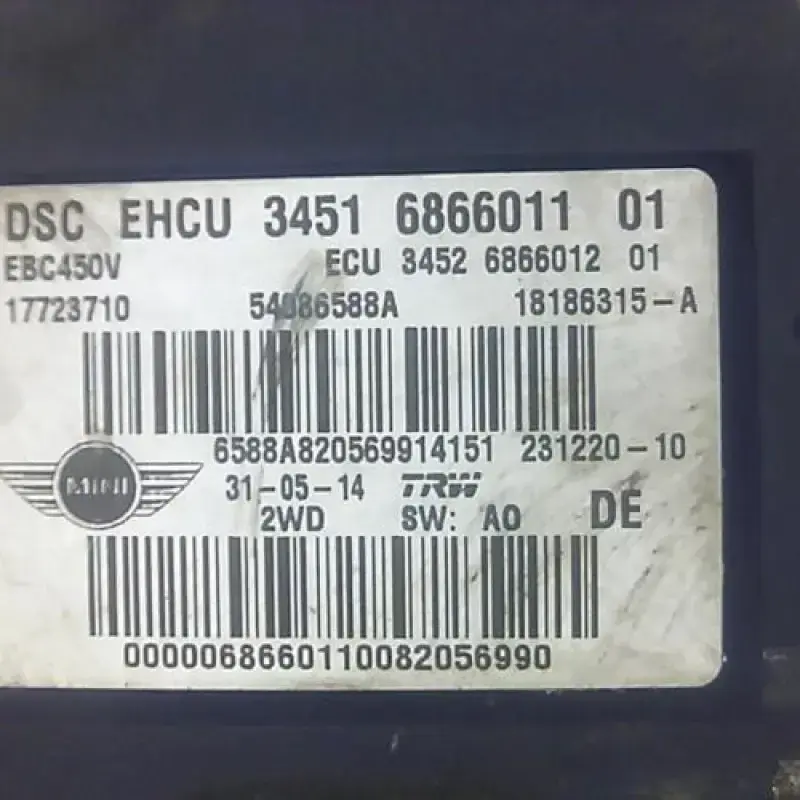 DSC EHCU 3451 6866011 01
EBC450V ECU 3452 6866012 01
17723710 54086588A 18186315-A
6588A820569914151 231220-10
MINI 31-05-14 TRW
2WD SW: A0 DE
0000068660110082056990